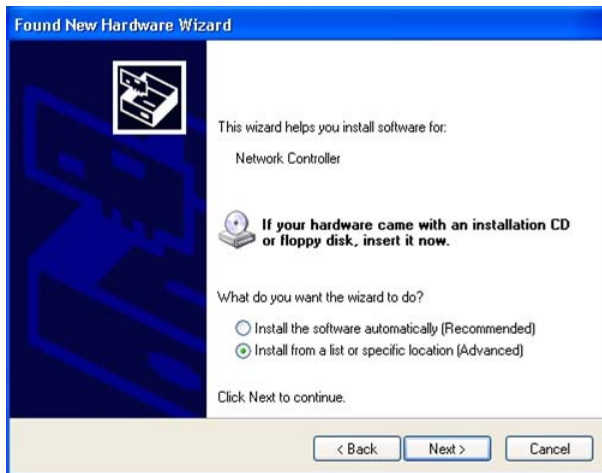 Found New Hardware Wizard
This wizard helps you install software for:
Network Controller
If your hardware came with an installation CD
or floppy disk, insert it now.
What do you want the wizard to do?
Install the software automatically (Recommended)
Install from a list or specific location (Advanced)
Click Next to continue.
< Back
Next >
Cancel